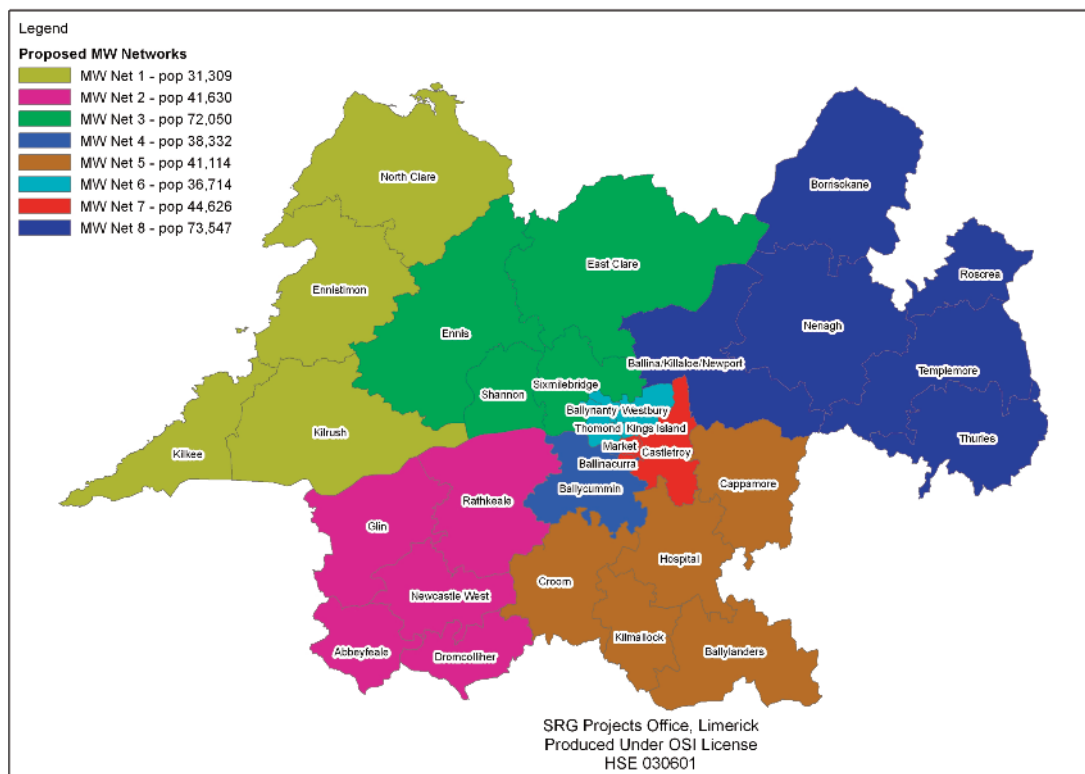 Legend
Proposed MW Networks
MW Net 1 - pop 31,309
MW Net 2 - pop 41,630
MW Net 3 - pop 72,050
MW Net 4 - pop 38,332
MW Net 5 - pop 41,114
MW Net 6 - pop 36,714
MW Net 7 - pop 44,626
MW Net 8 - pop 73,547
North Clare
Borrisokane
East Clare
Roscrea
Ennistimon
Nenagh
Ennis
Ballina/Killaloe/Newport
Templemore
Sixmilebridge
Shannon
Ballynanty Westbury
Thurles
Thomond Kings Island
Kilrush
Market
Kilkee
Castletroy
Ballinacurra
Cappamore
Rathkeale
Ballycummin
Glin
Hospital
Croom
Newcastle West
Kilmallock
Abbeyfeale
Ballylanders
Dromcolliher
SRG Projects Office, Limerick
Produced Under OSI License
HSE 030601